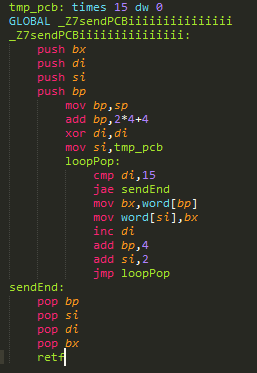 tmp_pcb: times 15 dw 0
GLOBAL _Z7sendPCBiiiiiiiiiiiiiii
_Z7sendPCBiiiiiiiiiiiiiii:
push bx
push di
push si
push bp
mov bp,sp
add bp,2*4+4
xor di,di
mov si,tmp_pcb
loopPop:
cmp di,15
jae sendEnd
mov bx,word[bp]
mov word[si],bx
inc di
add bp,4
add si,2
jmp loopPop
sendEnd:
pop bp
pop si
pop di
pop bx
retf